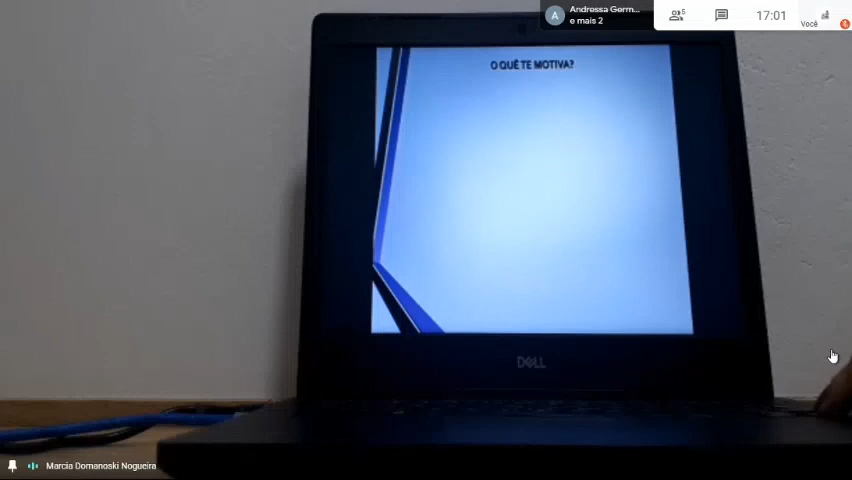 Andressa Germ...
e mais 2
A
5
17:01
Você
O QUÊ TE MOTIVA?
DELL
Marcia Domanoski Nogueira